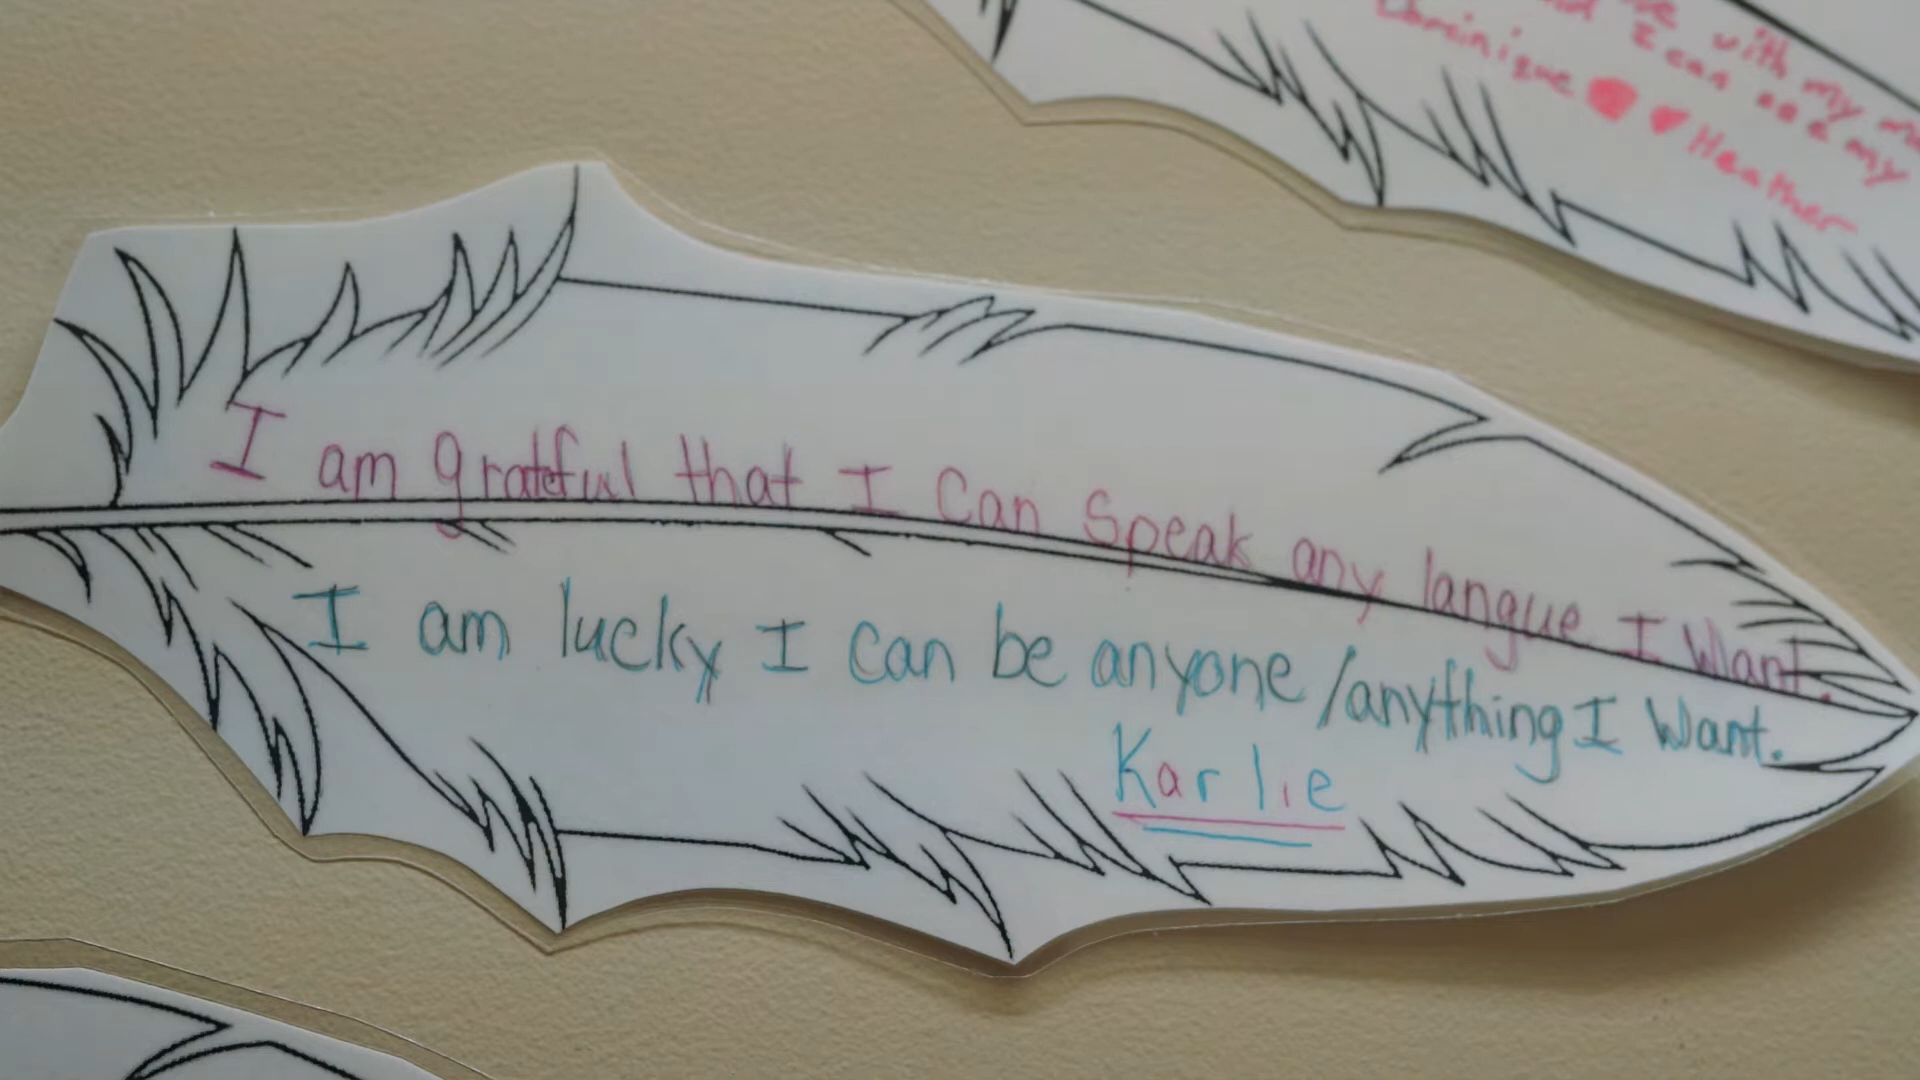 with my
I can see my
Dominique
Heather
I am grateful that I Can Speak any langue I Want.
I am lucky I can be anyone/anything I Want.
Karlie